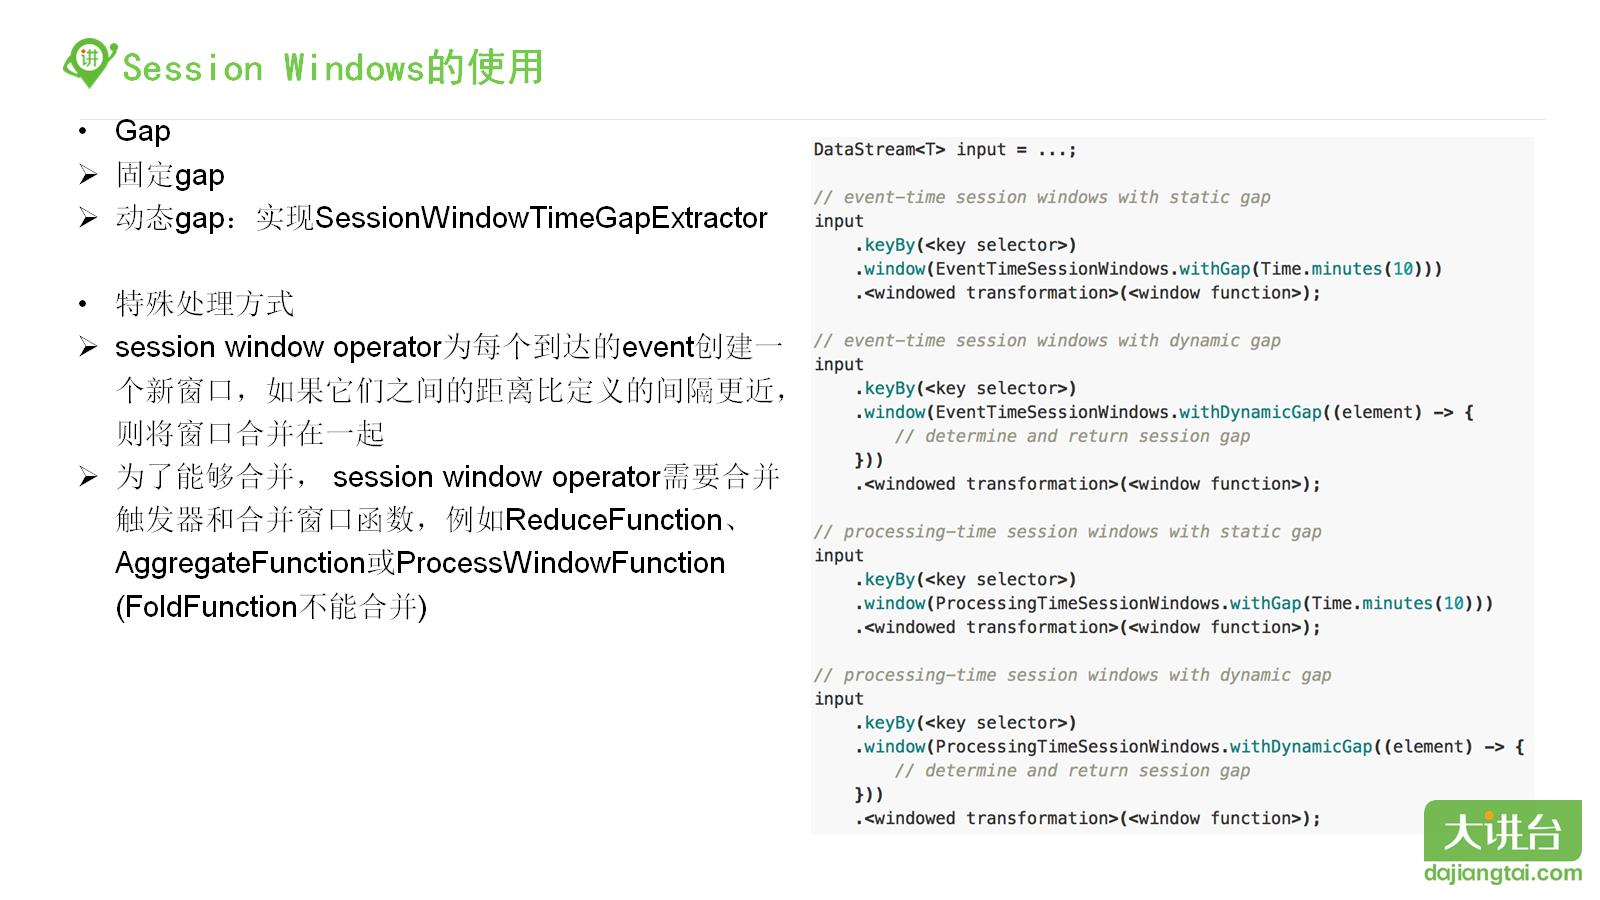 讲
Session Windows的使用
• Gap
➢ 固定gap
➢ 动态gap：实现SessionWindowTimeGapExtractor
• 特殊处理方式
➢ session window operator为每个到达的event创建一
个新窗口，如果它们之间的距离比定义的间隔更近，
则将窗口合并在一起
➢ 为了能够合并， session window operator需要合并
触发器和合并窗口函数，例如ReduceFunction、
AggregateFunction或ProcessWindowFunction
(FoldFunction不能合并)
DataStream<T> input = ...;
// event-time session windows with static gap
input
    .keyBy(<key selector>)
    .window(EventTimeSessionWindows.withGap(Time.minutes(10)))
    .<windowed transformation>(<window function>);
// event-time session windows with dynamic gap
input
    .keyBy(<key selector>)
    .window(EventTimeSessionWindows.withDynamicGap((element) -> {
        // determine and return session gap
    }))
    .<windowed transformation>(<window function>);
// processing-time session windows with static gap
input
    .keyBy(<key selector>)
    .window(ProcessingTimeSessionWindows.withGap(Time.minutes(10)))
    .<windowed transformation>(<window function>);
// processing-time session windows with dynamic gap
input
    .keyBy(<key selector>)
    .window(ProcessingTimeSessionWindows.withDynamicGap((element) -> {
        // determine and return session gap
    }))
    .<windowed transformation>(<window function>);
大讲台
dajiangtai.com